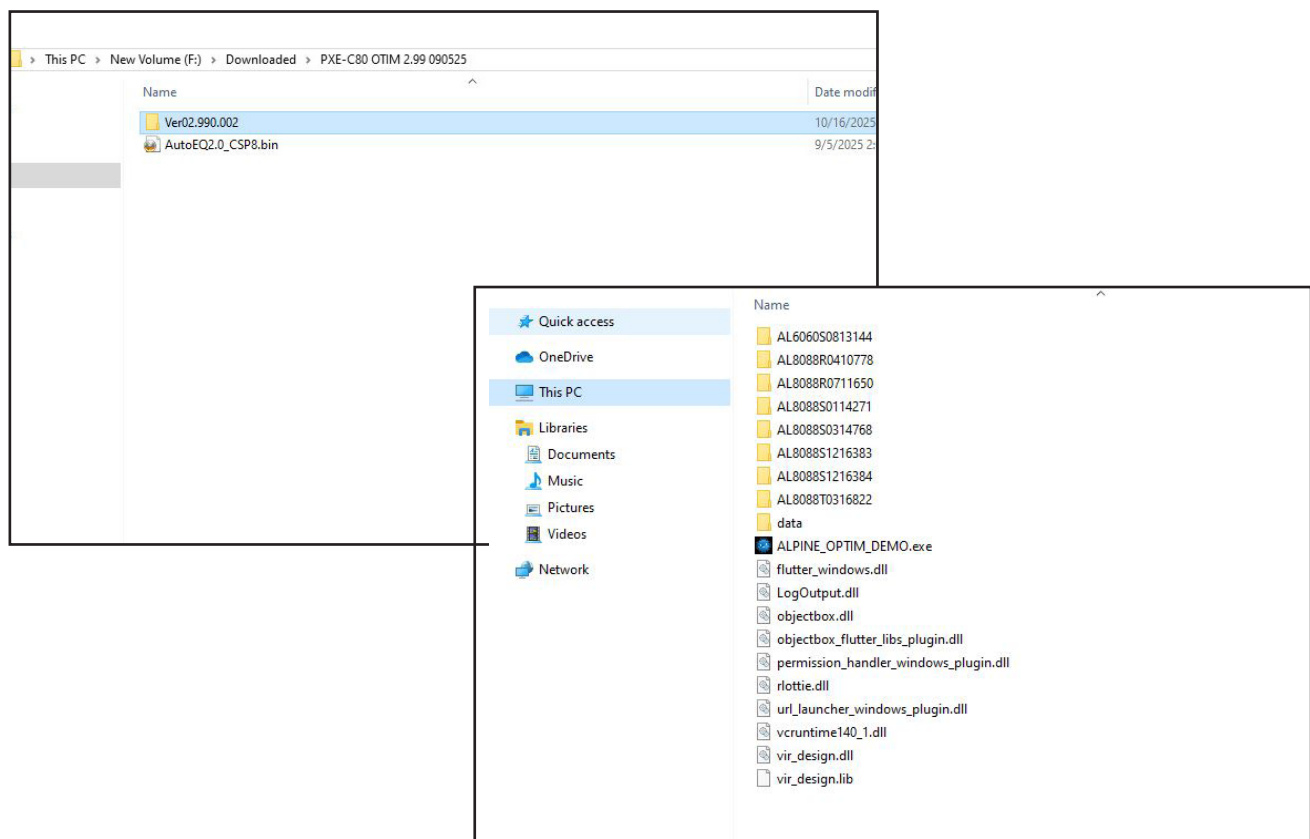 This PC > New Volume (F:) > Downloaded > PXE-C80 OTIM 2.99 090525
Name Date modif
Ver02.990.002 10/16/2025
AutoEQ2.0_CSP8.bin 9/5/2025 2:
Quick access
OneDrive
This PC
Libraries
Documents
Music
Pictures
Videos
Network
Name
AL6060S0813144
AL8088R0410778
AL8088R0711650
AL8088S0114271
AL8088S0314768
AL8088S1216383
AL8088S1216384
AL8088T0316822
data
ALPINE_OPTIM_DEMO.exe
flutter_windows.dll
LogOutput.dll
objectbox.dll
objectbox_flutter_libs_plugin.dll
permission_handler_windows_plugin.dll
rlottie.dll
url_launcher_windows_plugin.dll
vcruntime140_1.dll
vir_design.dll
vir_design.lib